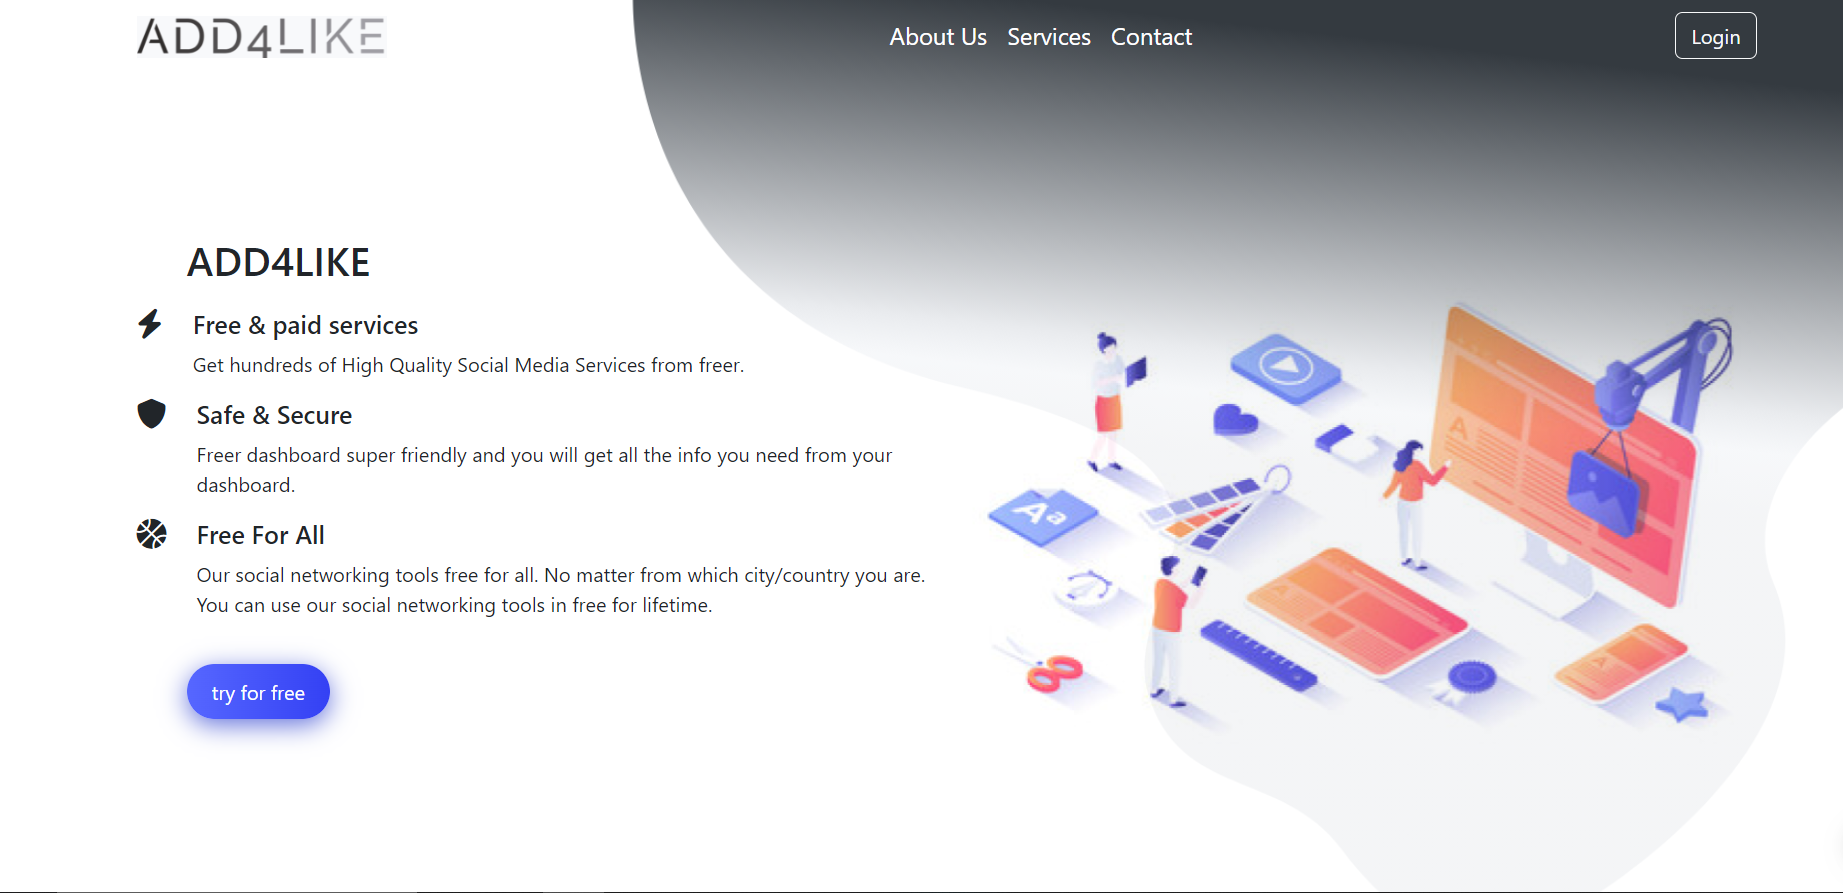 ADD4LIKE
About Us Services Contact
Login
ADD4LIKE
Free & paid services
Get hundreds of High Quality Social Media Services from freer.
Safe & Secure
Freer dashboard super friendly and you will get all the info you need from your
dashboard.
Free For All
Our social networking tools free for all. No matter from which city/country you are.
You can use our social networking tools in free for lifetime.
try for free
A
Aa
A
A